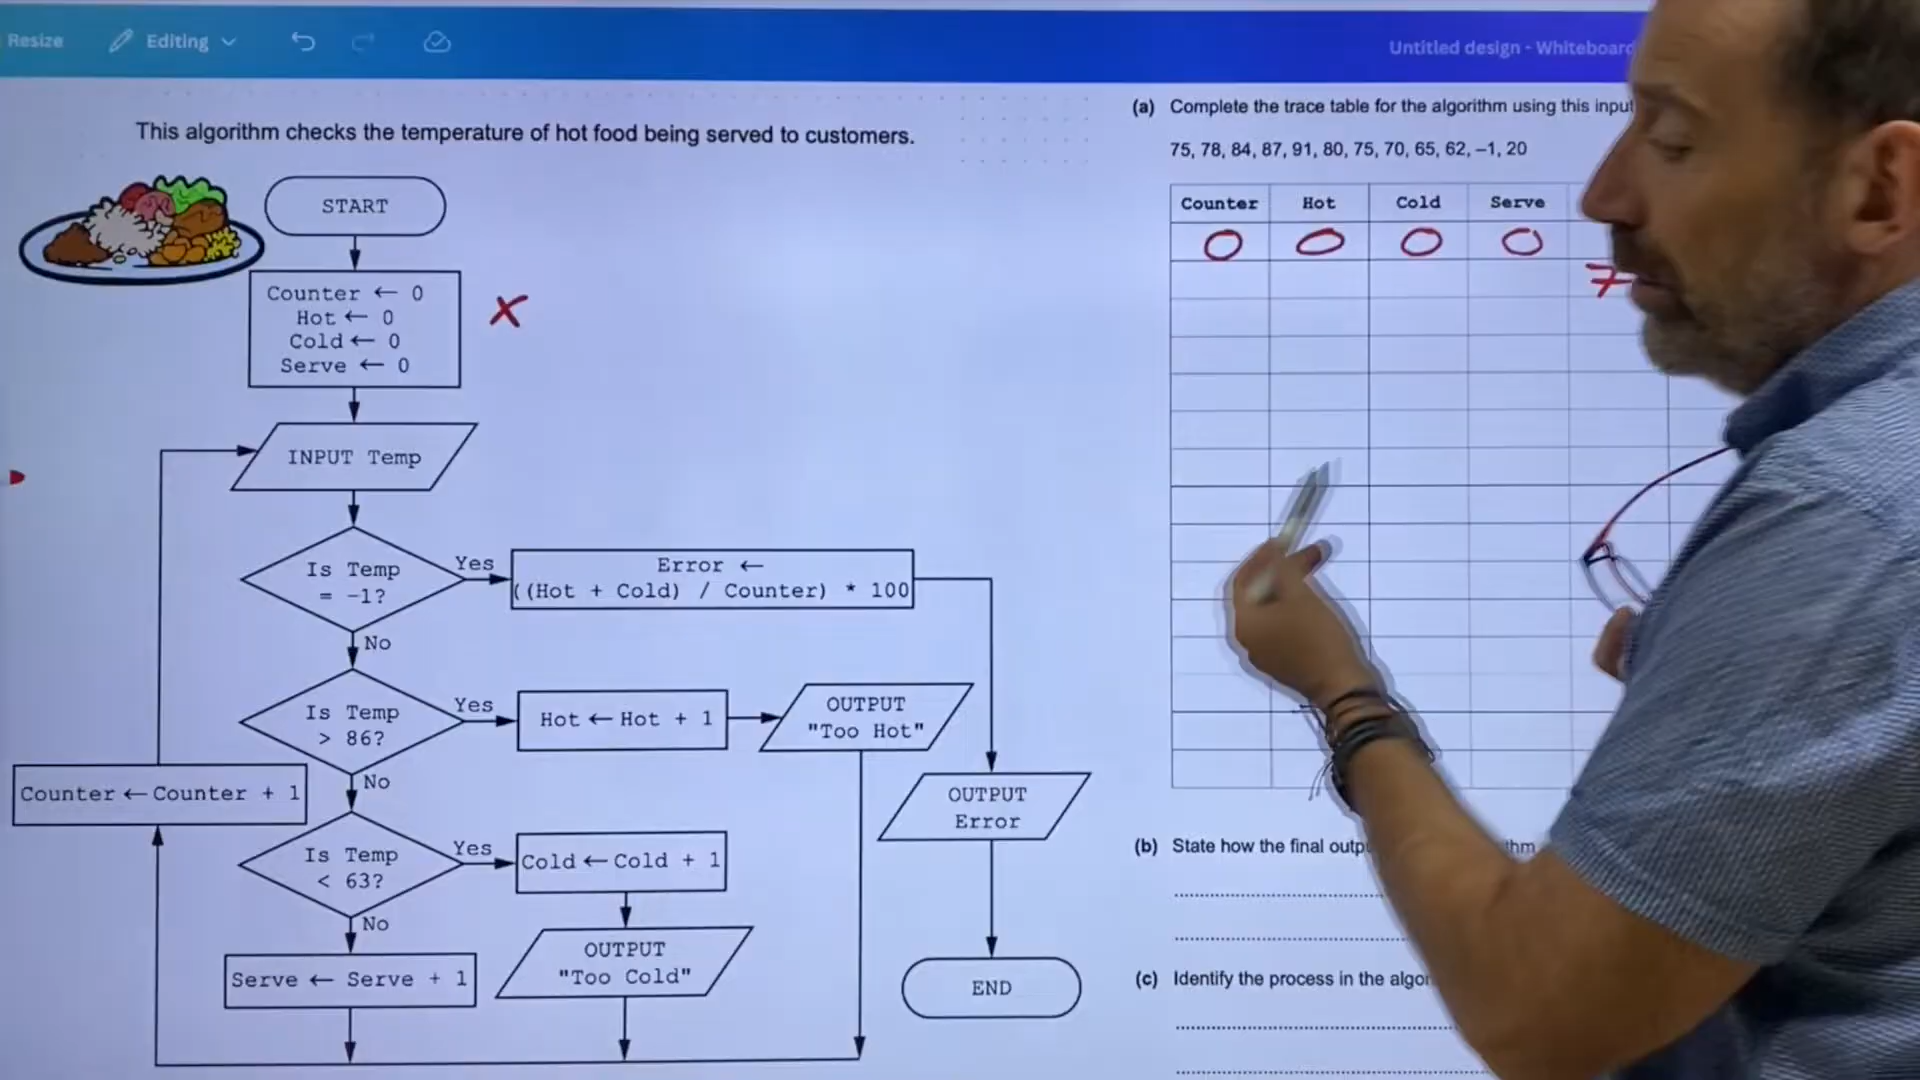 Resize Editing
Untitled design - Whiteboard
This algorithm checks the temperature of hot food being served to customers.
START
Counter ← 0
Hot ← 0
Cold ← 0
Serve ← 0
X
INPUT Temp
Is Temp
= −1?
Yes
No
Error ←
((Hot + Cold) / Counter) * 100
Is Temp
> 86?
Yes
No
Hot ← Hot + 1
OUTPUT
"Too Hot"
Counter ← Counter + 1
OUTPUT
Error
Is Temp
< 63?
Yes
No
Cold ← Cold + 1
Serve ← Serve + 1
OUTPUT
"Too Cold"
END
(a) Complete the trace table for the algorithm using this input
75, 78, 84, 87, 91, 80, 75, 70, 65, 62, −1, 20
Counter Hot Cold Serve
0 0 0 0
7
(b) State how the final
(c) Identify the process in the